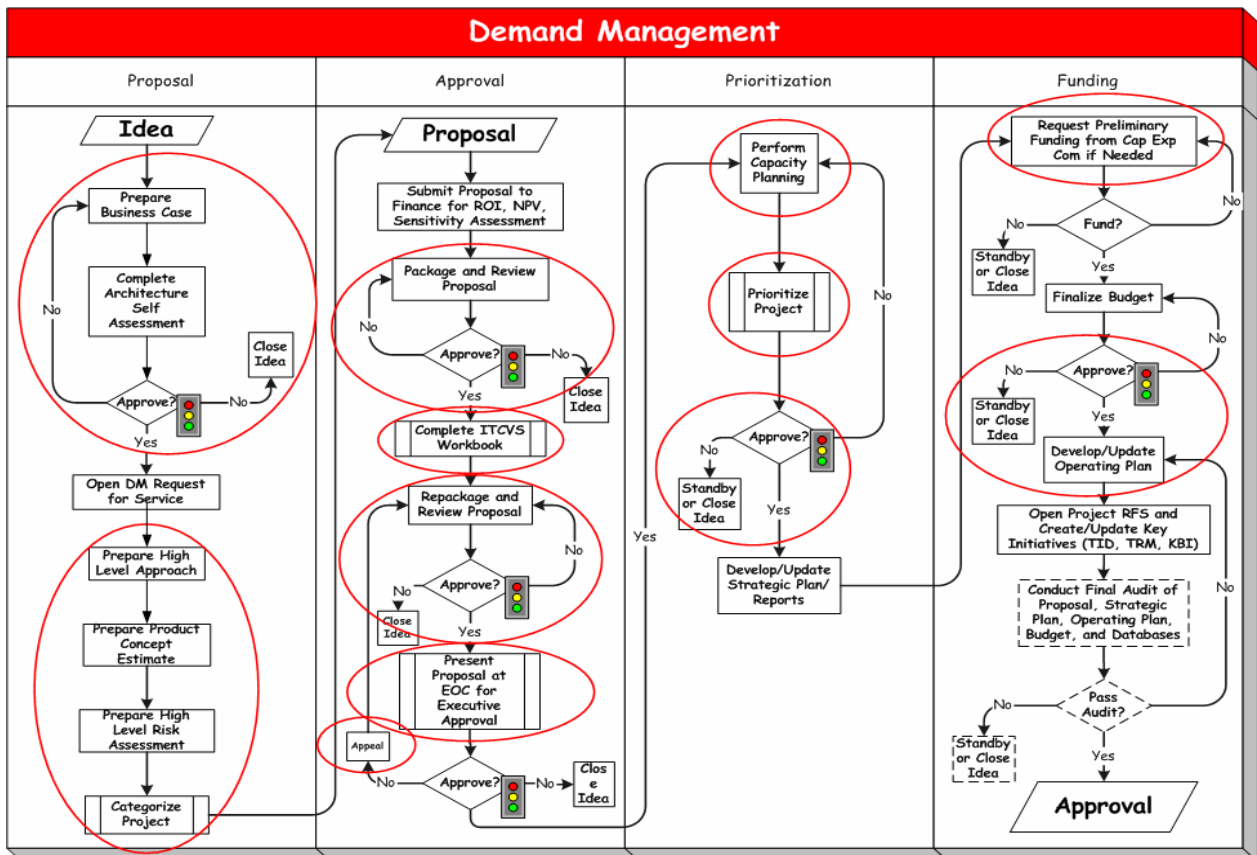 Demand Management
Proposal
Approval
Prioritization
Funding
Idea
Prepare
Business Case
Complete
Architecture
Self
Assessment
No
Close
Idea
Approve?
No
Yes
Open DM Request
for Service
Prepare High
Level Approach
Prepare Product
Concept
Estimate
Prepare High
Level Risk
Assessment
Categorize
Project
Proposal
Submit Proposal to
Finance for ROI, NPV,
Sensitivity Assessment
Package and Review
Proposal
No
Approve?
No
Close
Idea
Yes
Complete ITCVS
Workbook
Repackage and
Review Proposal
No
Approve?
Close
Idea
No
Yes
Present
Proposal at
EOC for
Executive
Approval
Appeal
No
Approve?
No
Clos
e
Idea
Yes
Perform
Capacity
Planning
Prioritize
Project
No
Approve?
No
Standby
or Close
Idea
Yes
Develop/Update
Strategic Plan/
Reports
Request Preliminary
Funding from Cap Exp
Com if Needed
No
Fund?
No
Standby
or Close
Idea
Yes
Finalize Budget
No
Approve?
No
Standby
or Close
Idea
Yes
Develop/Update
Operating Plan
Open Project RFS and
Create/Update Key
Initiatives (TID, TRM, KBI)
No
Conduct Final Audit of
Proposal, Strategic
Plan, Operating Plan,
Budget, and Databases
Pass
Audit?
No
Standby
or Close
Idea
Yes
Approval